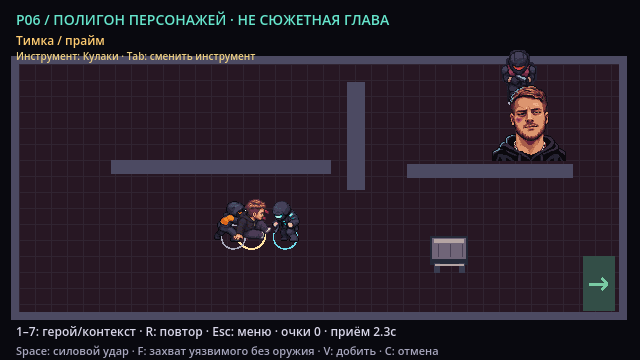 P06 / ПОЛИГОН ПЕРСОНАЖЕЙ · НЕ СЮЖЕТНАЯ ГЛАВА
Тимка / прайм
Инструмент: Кулаки · Tab: сменить инструмент
1–7: герой/контекст · R: повтор · Esc: меню · очки 0 · приём 2.3с
Space: силовой удар · F: захват уязвимого без оружия · V: добить · C: отмена